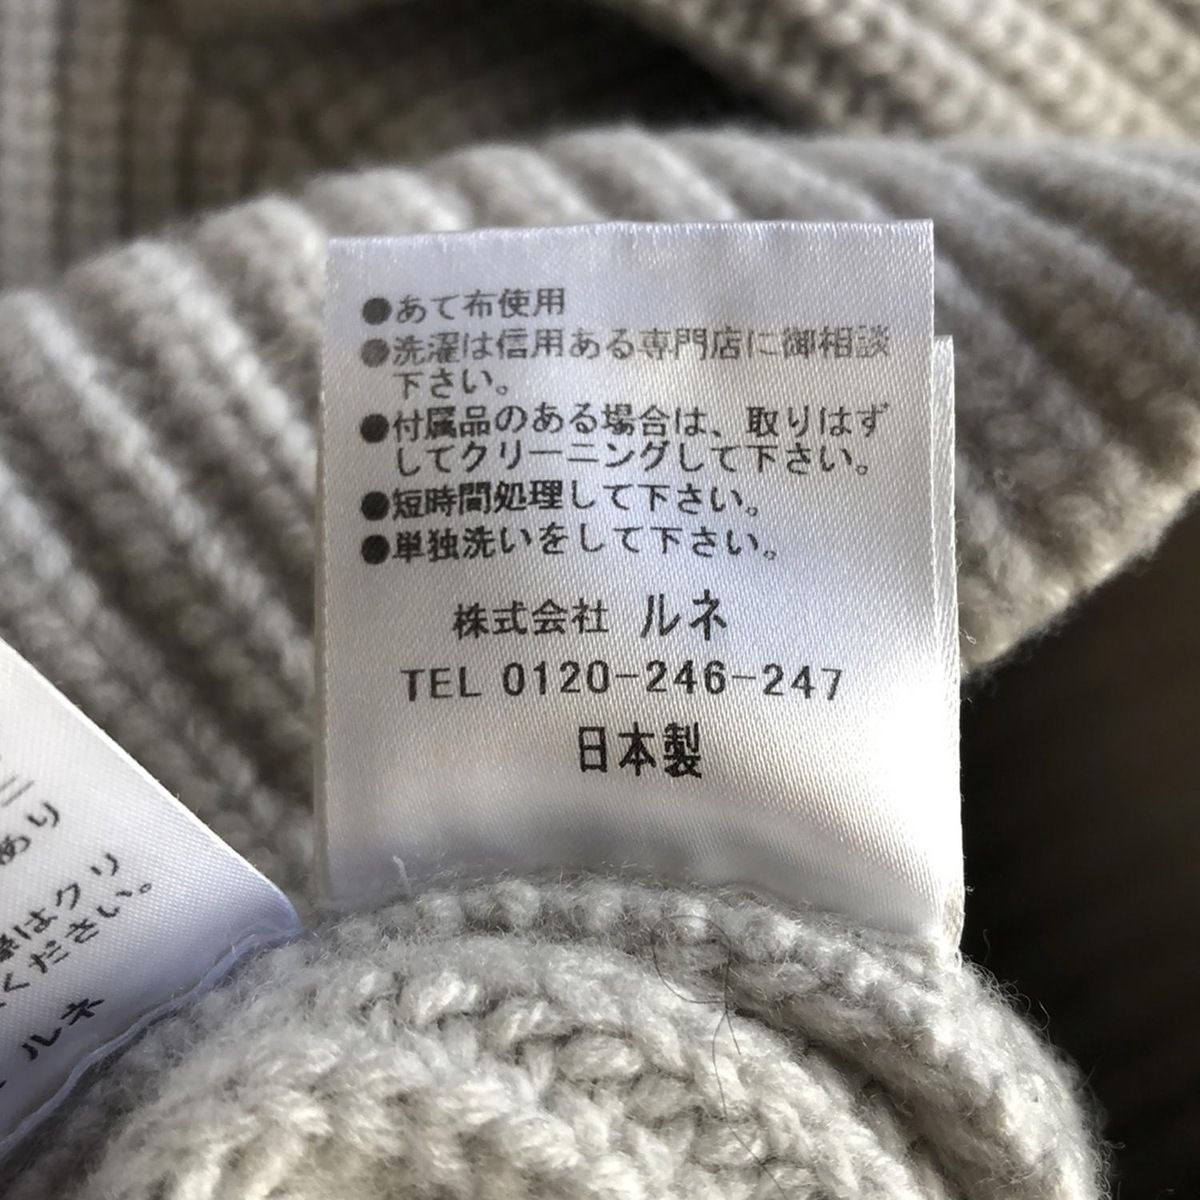 ●あて布使用
●洗濯は信用ある専門店に御相談
下さい。
●付属品のある場合は、取りはず
してクリーニングして下さい。
●短時間処理して下さい。
●単独洗いをして下さい。
株式会社 ルネ
TEL 0120-246-247
日本製
あり
はクリ
ください。
ルネ